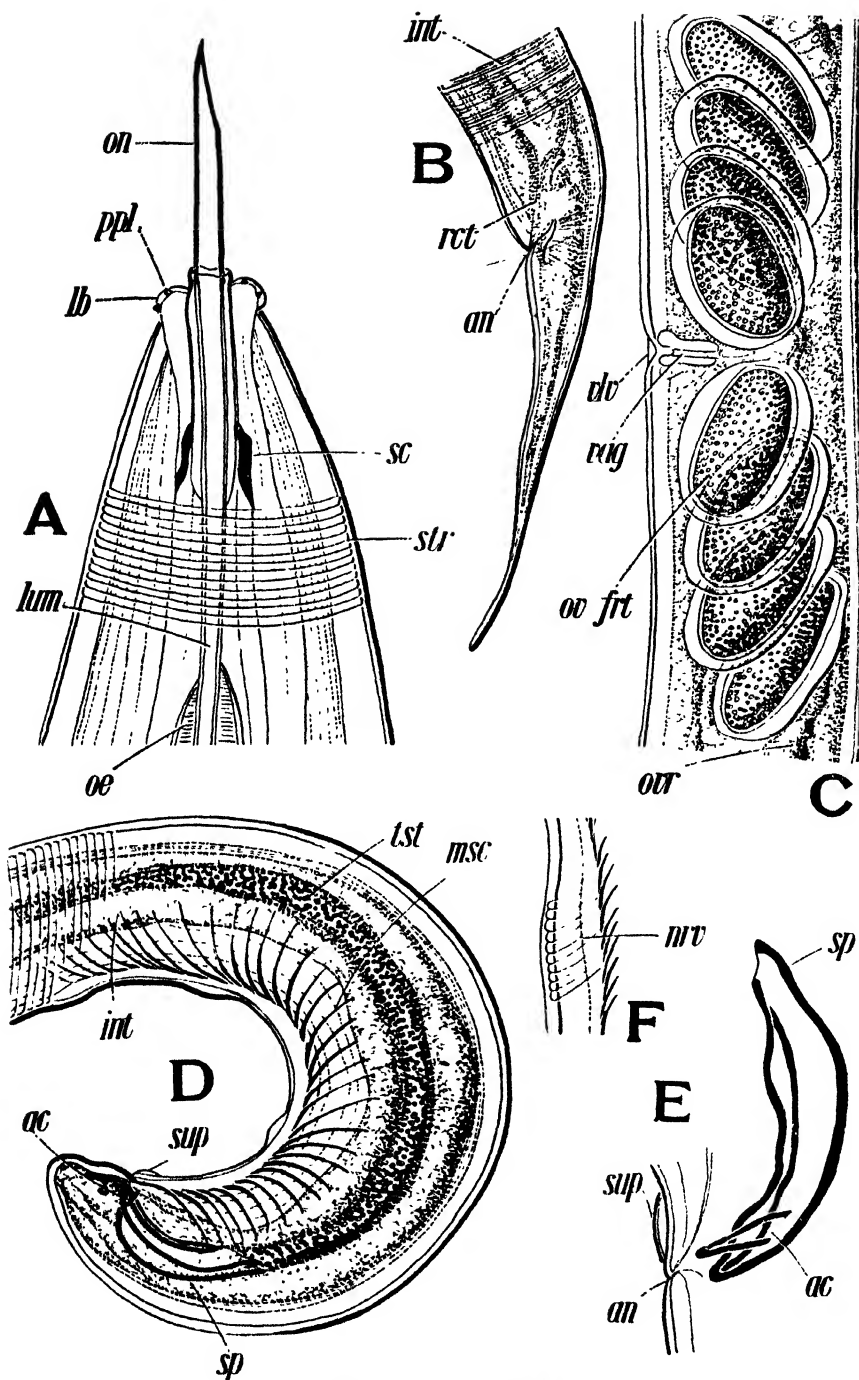 on
ppl
lb
A
sc
str
lum
oe
int
B
rct
an
vlv
vag
ov frt
ovr
C
tst
msc
int
D
ac
sup
sp
nrv
F
sp
E
sup
ac
an